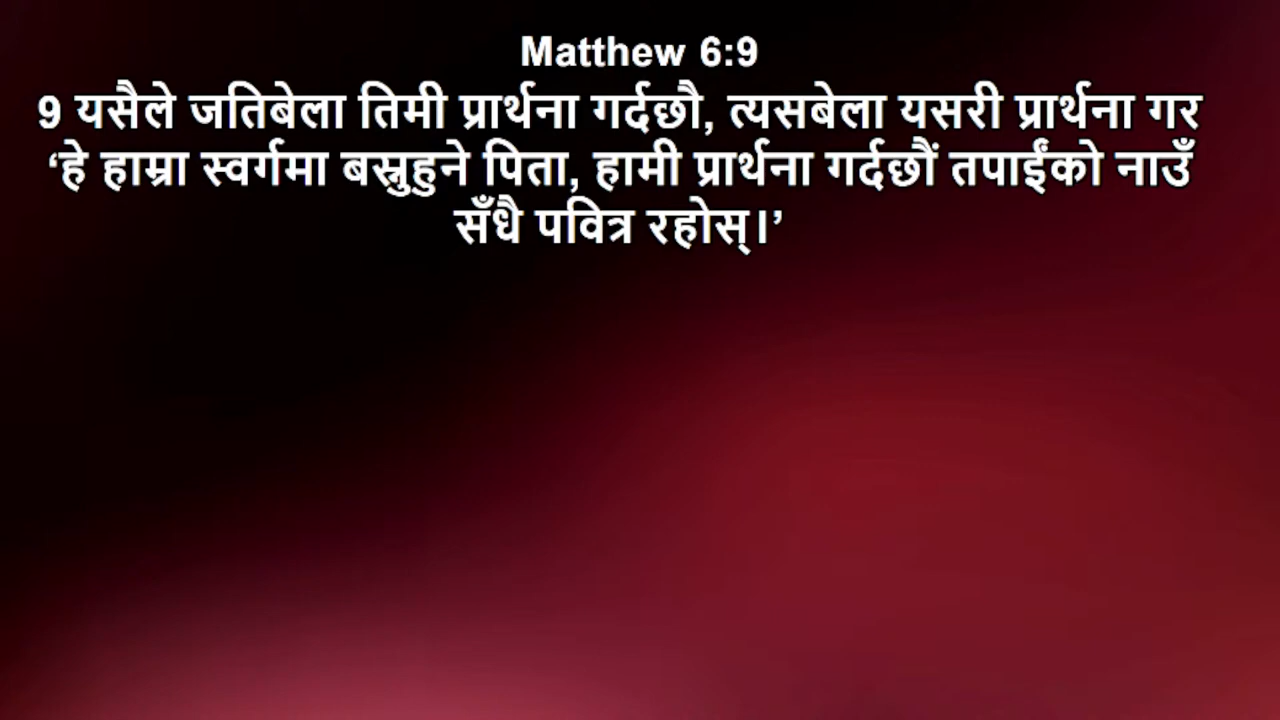 Matthew 6:9
9 यसैले जतिबेला तिमी प्रार्थना गर्दछौ, त्यसबेला यसरी प्रार्थना गर
‘हे हाम्रा स्वर्गमा बस्नुहुने पिता, हामी प्रार्थना गर्दछौं तपाईंको नाउँ
सँधै पवित्र रहोस्।’